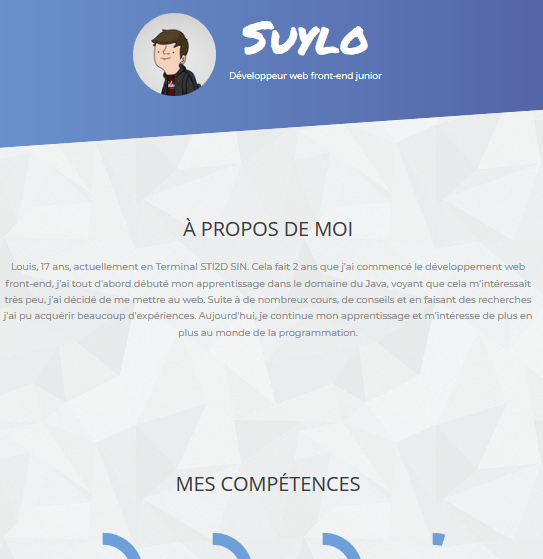 Suylo
Développeur web front-end junior
À PROPOS DE MOI
Louis, 17 ans, actuellement en Terminal STI2D SIN. Cela fait 2 ans que j'ai commencé le développement web
front-end, j'ai tout d'abord débuté mon apprentissage dans le domaine du Java, voyant que cela m'intéressait
très peu, j'ai décidé de me mettre au web. Suite à de nombreux cours, de conseils et en faisant des recherches
j'ai pu acquérir beaucoup d'expériences. Aujourd'hui, je continue mon apprentissage et m'intéresse de plus en
plus au monde de la programmation.
MES COMPÉTENCES